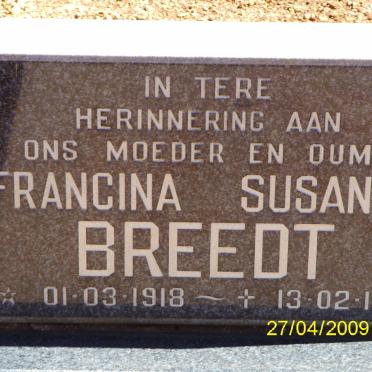 IN TERE
HERINNERING AAN
ONS MOEDER EN OUM
FRANCINA SUSAN
BREEDT
☆ 01·03·1918 ~ + 13·02·1
27/04/2009